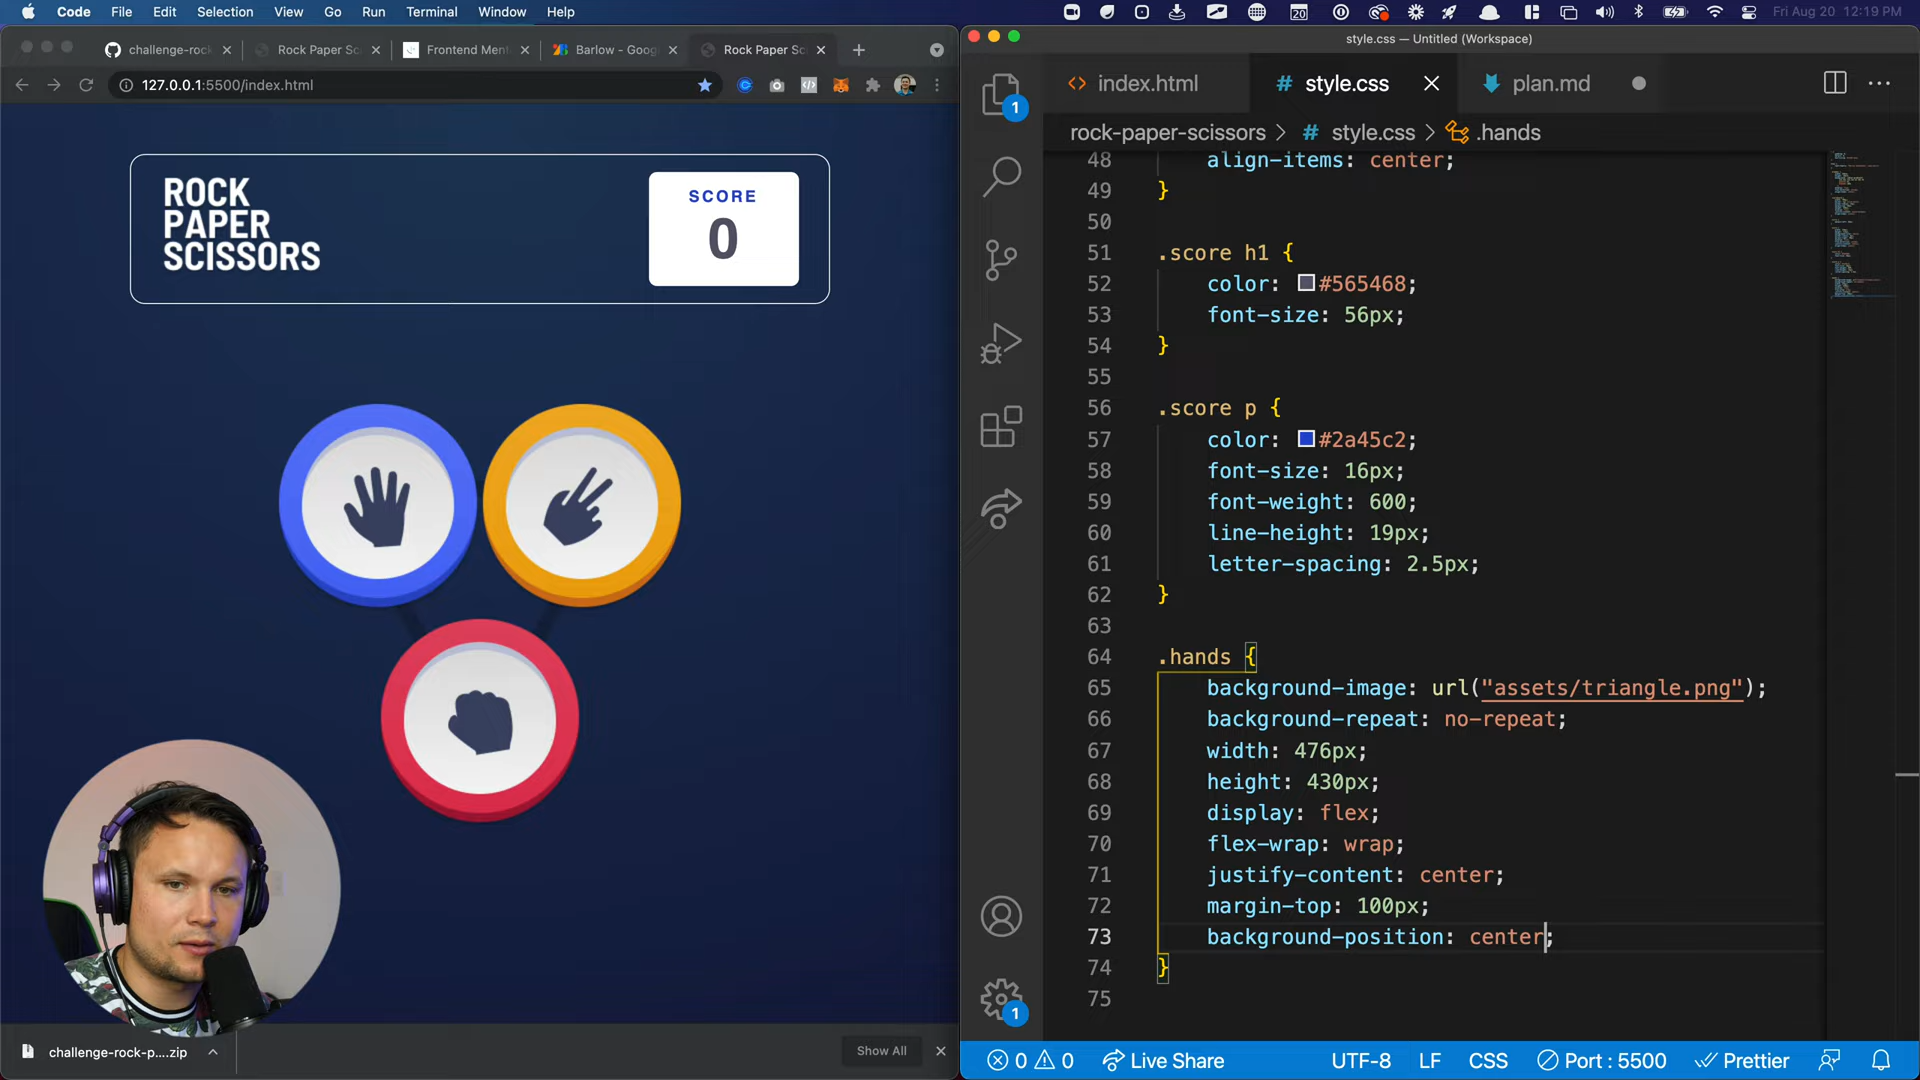 Code File Edit Selection View Go Run Terminal Window Help
20 Fri Aug 20 12:19 PM
challenge-rock Rock Paper Sc Frontend Ment Barlow - Goog Rock Paper Sc
127.0.0.1:5500/index.html
ROCK
PAPER
SCISSORS
SCORE
0
challenge-rock-p....zip
Show All
style.css — Untitled (Workspace)
index.html style.css plan.md
rock-paper-scissors > style.css > .hands
1
48 align-items: center;
49 }
50
51 .score h1 {
52 color: #565468;
53 font-size: 56px;
54 }
55
56 .score p {
57 color: #2a45c2;
58 font-size: 16px;
59 font-weight: 600;
60 line-height: 19px;
61 letter-spacing: 2.5px;
62 }
63
64 .hands {
65 background-image: url("assets/triangle.png");
66 background-repeat: no-repeat;
67 width: 476px;
68 height: 430px;
69 display: flex;
70 flex-wrap: wrap;
71 justify-content: center;
72 margin-top: 100px;
73 background-position: center;
74 }
75
1
0 0 Live Share UTF-8 LF CSS Port : 5500 Prettier